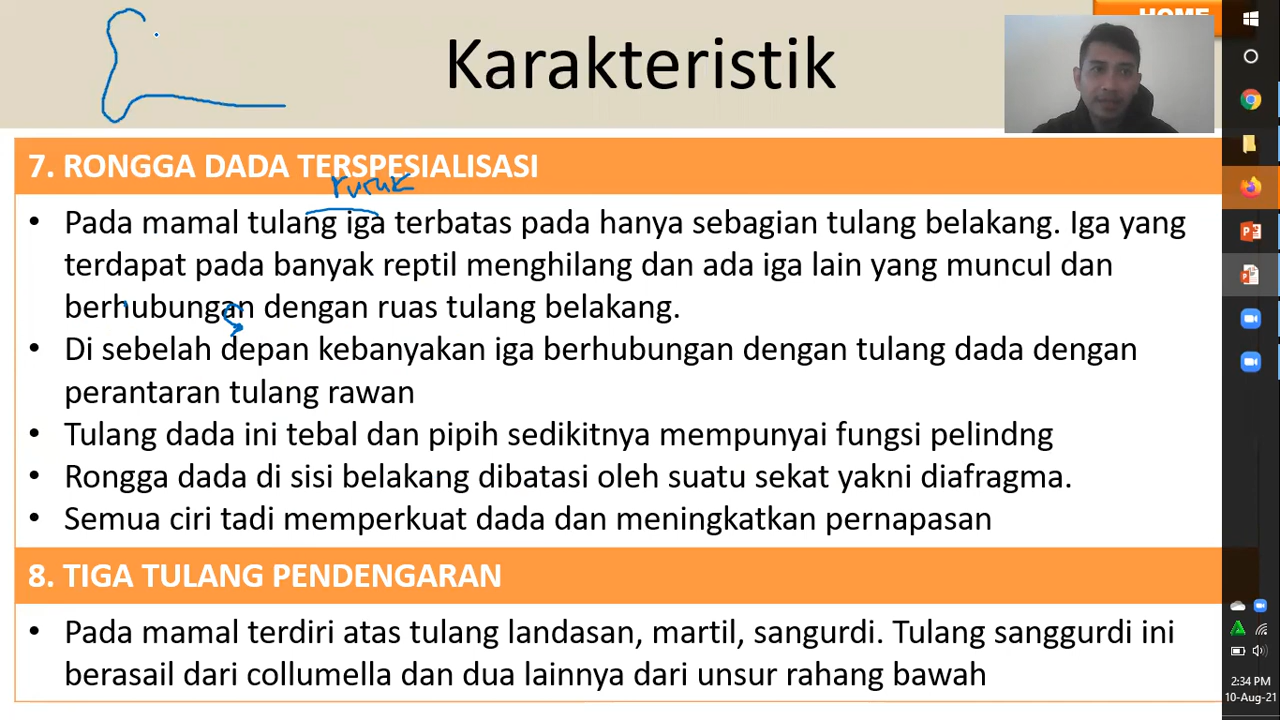 HOME
Karakteristik
7. RONGGA DADA TERSPESIALISASI
rusuk
• Pada mamal tulang iga terbatas pada hanya sebagian tulang belakang. Iga yang
terdapat pada banyak reptil menghilang dan ada iga lain yang muncul dan
berhubungan dengan ruas tulang belakang.
• Di sebelah depan kebanyakan iga berhubungan dengan tulang dada dengan
perantaran tulang rawan
• Tulang dada ini tebal dan pipih sedikitnya mempunyai fungsi pelindng
• Rongga dada di sisi belakang dibatasi oleh suatu sekat yakni diafragma.
• Semua ciri tadi memperkuat dada dan meningkatkan pernapasan
8. TIGA TULANG PENDENGARAN
• Pada mamal terdiri atas tulang landasan, martil, sangurdi. Tulang sanggurdi ini
berasail dari collumella dan dua lainnya dari unsur rahang bawah
2:34 PM
10-Aug-21